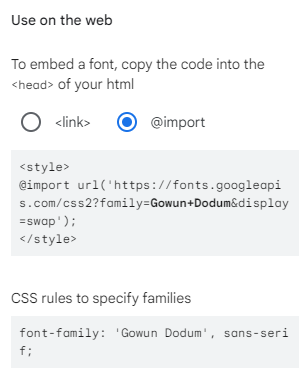 Use on the web
To embed a font, copy the code into the
<head> of your html
<link>
@import
<style>
@import url('https://fonts.googleapi
s.com/css2?family=Gowun+Dodum&display
=swap');
</style>
CSS rules to specify families
font-family: 'Gowun Dodum', sans-seri
f;